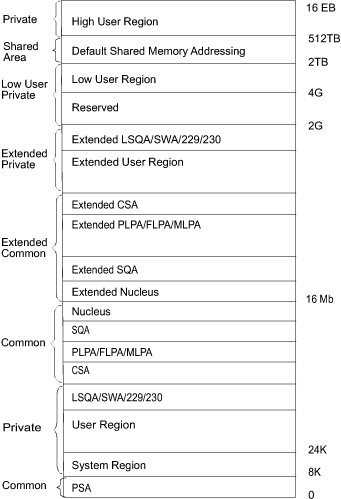 16 EB
Private
High User Region
512TB
Shared
Area
Default Shared Memory Addressing
2TB
Low User
Private
Low User Region
4G
Reserved
2G
Extended
Private
Extended LSQA/SWA/229/230
Extended User Region
Extended
Common
Extended CSA
Extended PLPA/FLPA/MLPA
Extended SQA
Extended Nucleus
16 Mb
Common
Nucleus
SQA
PLPA/FLPA/MLPA
CSA
Private
LSQA/SWA/229/230
User Region
24K
System Region
8K
Common
PSA
0